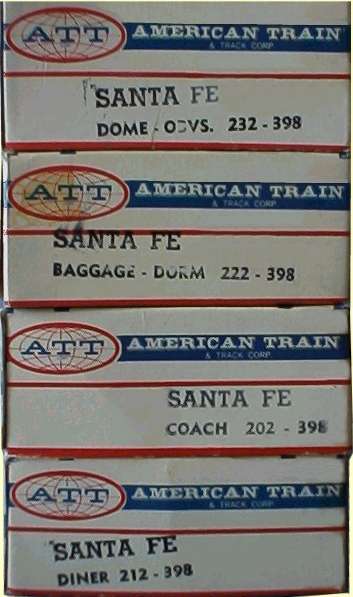 ATT AMERICAN TRAIN
& TRACK CORP
SANTA FE
DOME - OBVS. 232 - 398
ATT AMERICAN TRAIN
& TRACK CORP.
SANTA FE
BAGGAGE - DORM 222 - 398
ATT AMERICAN TRAIN
& TRACK CORP.
SANTA FE
COACH 202 - 398
ATT AMERICAN TRAIN
& TRACK CORP.
SANTA FE
DINER 212 - 398